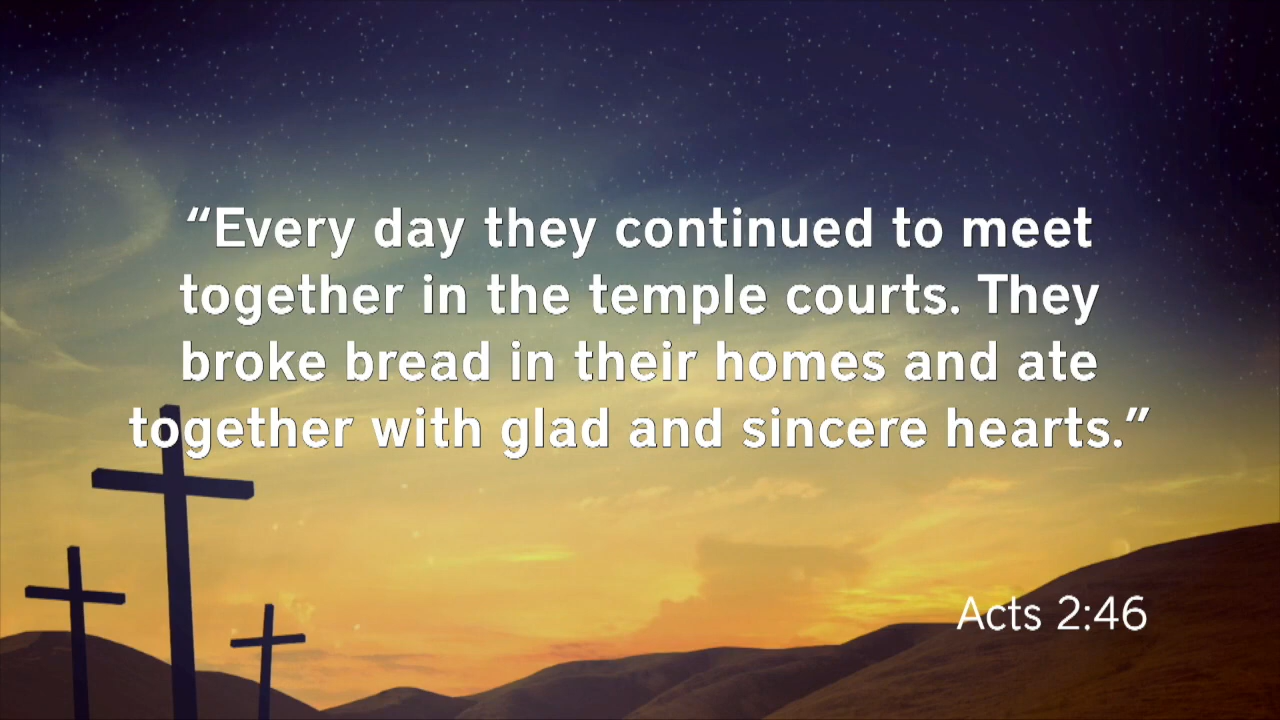 “Every day they continued to meet
together in the temple courts. They
broke bread in their homes and ate
together with glad and sincere hearts.”
Acts 2:46